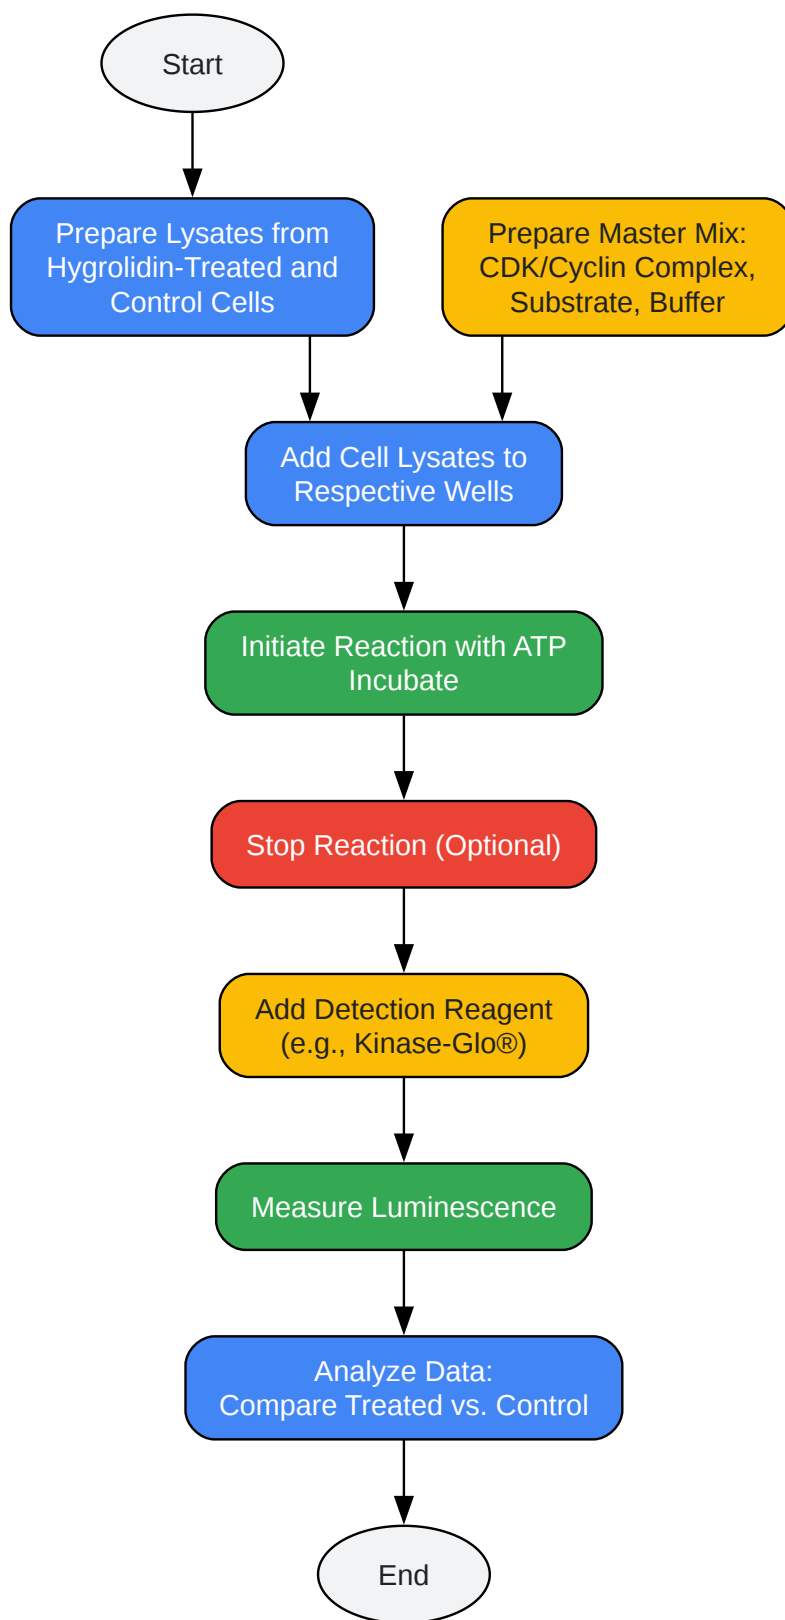 Start
Prepare Lysates from
Hygrolidin-Treated and
Control Cells
Prepare Master Mix:
CDK/Cyclin Complex,
Substrate, Buffer
Add Cell Lysates to
Respective Wells
Initiate Reaction with ATP
Incubate
Stop Reaction (Optional)
Add Detection Reagent
(e.g., Kinase-Glo®)
Measure Luminescence
Analyze Data:
Compare Treated vs. Control
End